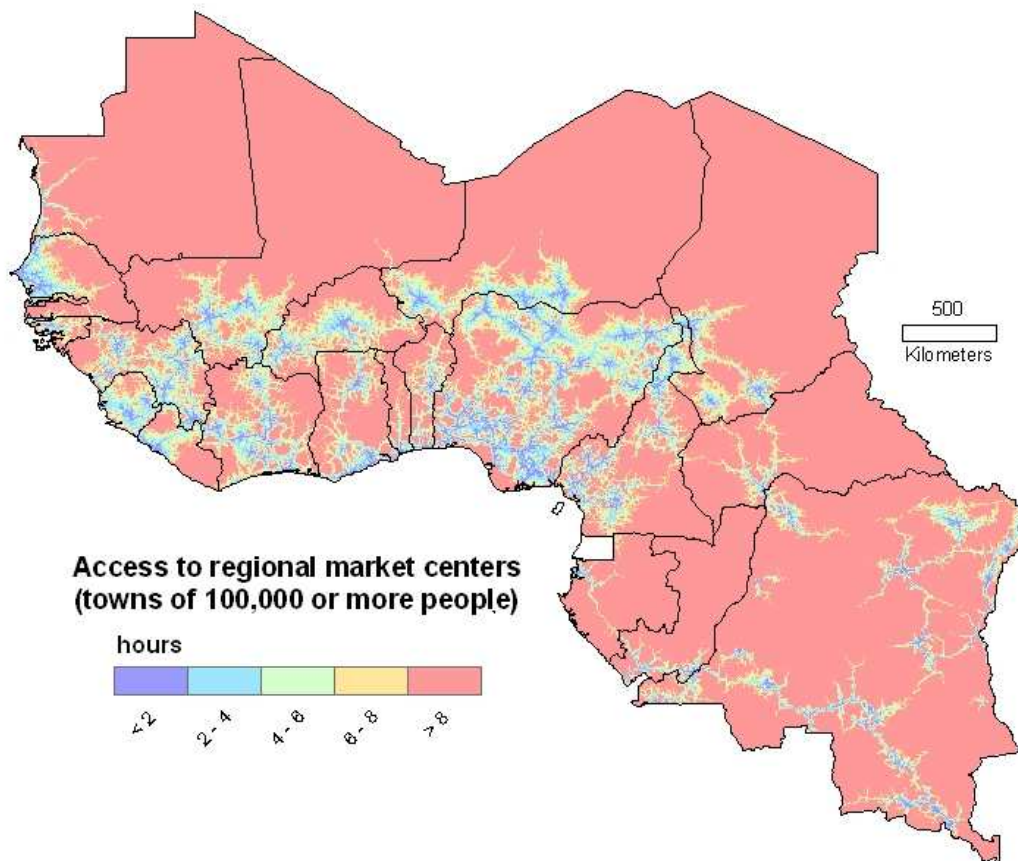 500
Kilometers
Access to regional market centers
(towns of 100,000 or more people)
hours
<2
2 - 4
4 - 6
6 - 8
>8